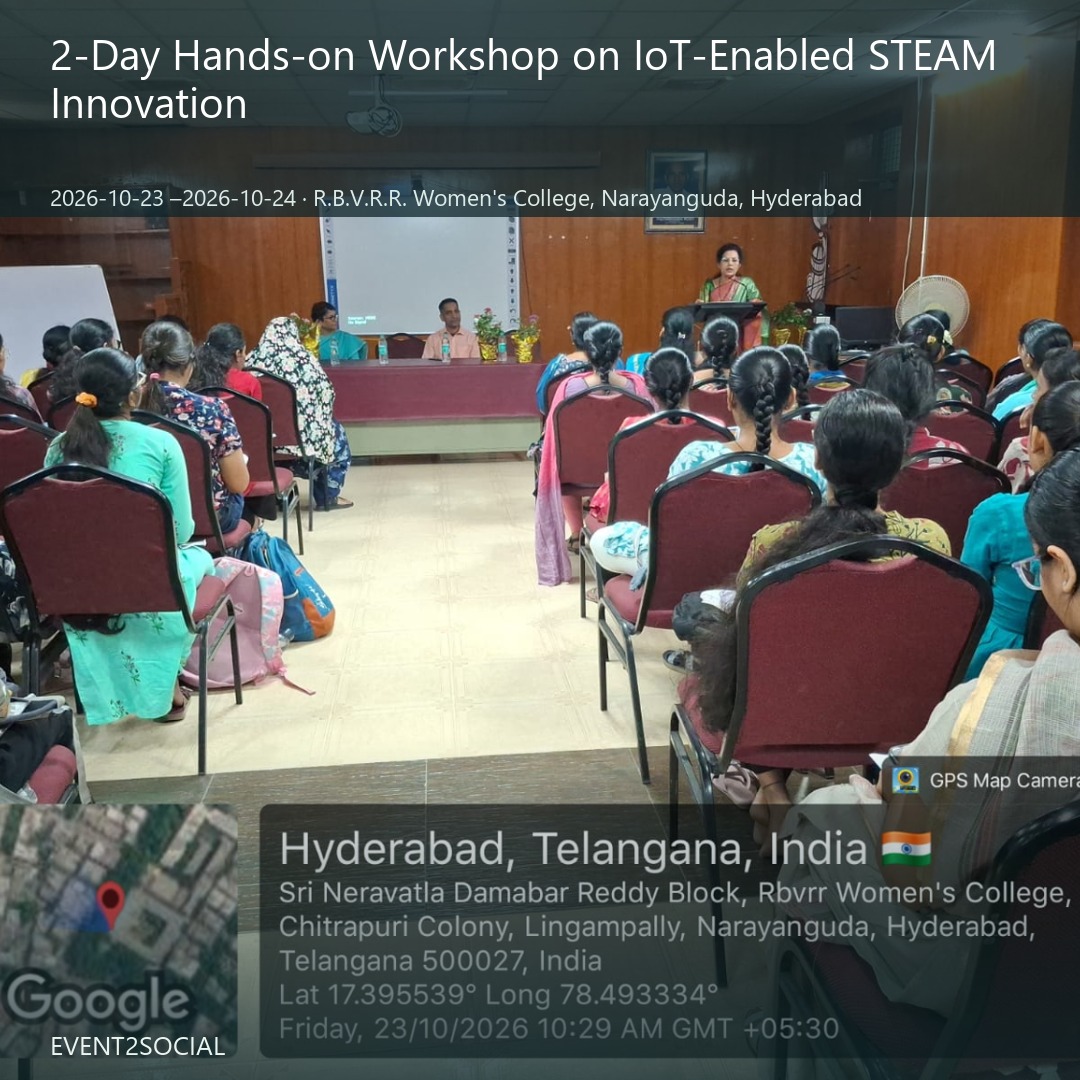 2-Day Hands-on Workshop on IoT-Enabled STEAM
Innovation
2026-10-23 –2026-10-24 · R.B.V.R.R. Women's College, Narayanguda, Hyderabad
GPS Map Camera
Hyderabad, Telangana, India
Sri Neravatla Damabar Reddy Block, Rbvrr Women's College,
Chitrapuri Colony, Lingampally, Narayanguda, Hyderabad,
Telangana 500027, India
Lat 17.395539° Long 78.493334°
Friday, 23/10/2026 10:29 AM GMT +05:30
Google
EVENT2SOCIAL